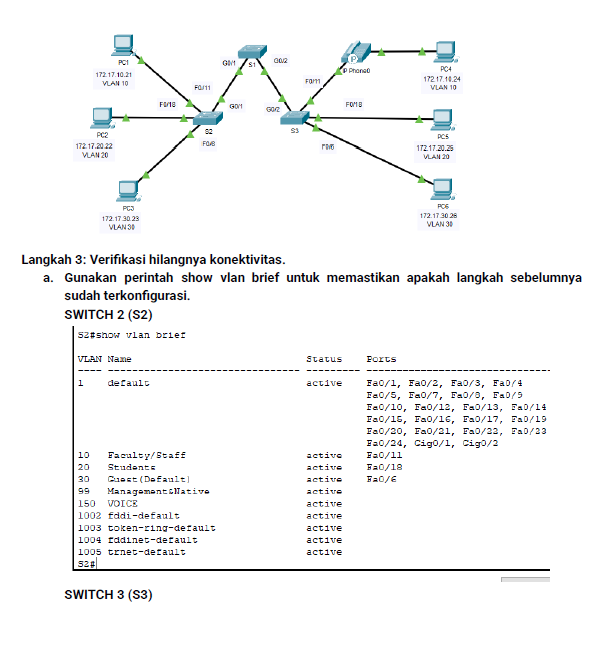 PC1
172.17.10.21
VLAN 10
G0/1
S1
G0/2
IP Phone0
PC4
172.17.10.24
VLAN 10
F0/11
F0/11
F0/18
G0/1
G0/2
F0/18
PC2
172.17.20.22
VLAN 20
S2
S3
PC5
172.17.20.25
VLAN 20
F0/6
F0/6
PC3
172.17.30.23
VLAN 30
PC6
172.17.30.26
VLAN 30
Langkah 3: Verifikasi hilangnya konektivitas.
a. Gunakan perintah show vlan brief untuk memastikan apakah langkah sebelumnya
sudah terkonfigurasi.
SWITCH 2 (S2)
S2#show vlan brief
VLAN Name Status Ports
---- -------------------------------- --------- -------------------------------
1 default active Fa0/1, Fa0/2, Fa0/3, Fa0/4
Fa0/5, Fa0/7, Fa0/8, Fa0/9
Fa0/10, Fa0/12, Fa0/13, Fa0/14
Fa0/15, Fa0/16, Fa0/17, Fa0/19
Fa0/20, Fa0/21, Fa0/22, Fa0/23
Fa0/24, Gig0/1, Gig0/2
10 Faculty/Staff active Fa0/11
20 Students active Fa0/18
30 Guest(Default) active Fa0/6
99 Management&Native active
150 VOICE active
1002 fddi-default active
1003 token-ring-default active
1004 fddinet-default active
1005 trnet-default active
S2#
SWITCH 3 (S3)